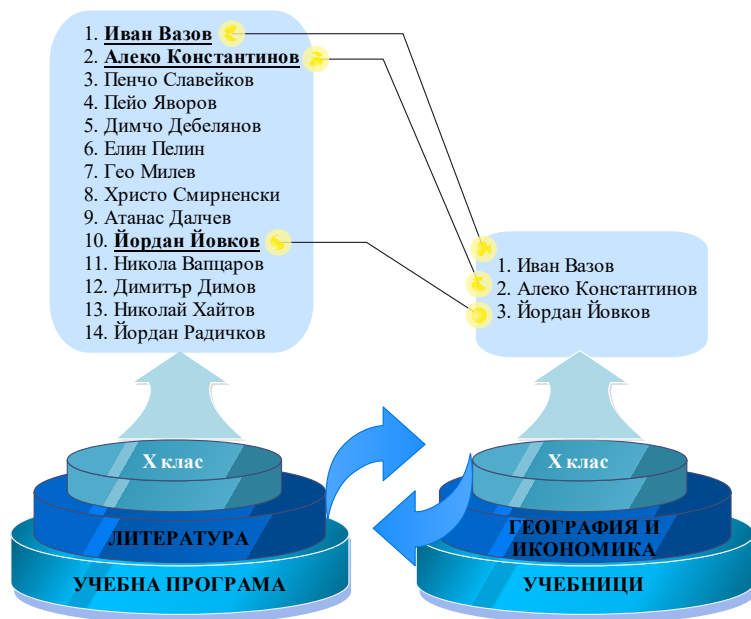 1. Иван Вазов
2. Алеко Константинов
3. Пенчо Славейков
4. Пейо Яворов
5. Димчо Дебелянов
6. Елин Пелин
7. Гео Милев
8. Христо Смирненски
9. Атанас Далчев
10. Йордан Йовков
11. Никола Вапцаров
12. Димитър Димов
13. Николай Хайтов
14. Йордан Радичков
1. Иван Вазов
2. Алеко Константинов
3. Йордан Йовков
X клас
ЛИТЕРАТУРА
УЧЕБНА ПРОГРАМА
X клас
ГЕОГРАФИЯ И
ИКОНОМИКА
УЧЕБНИЦИ